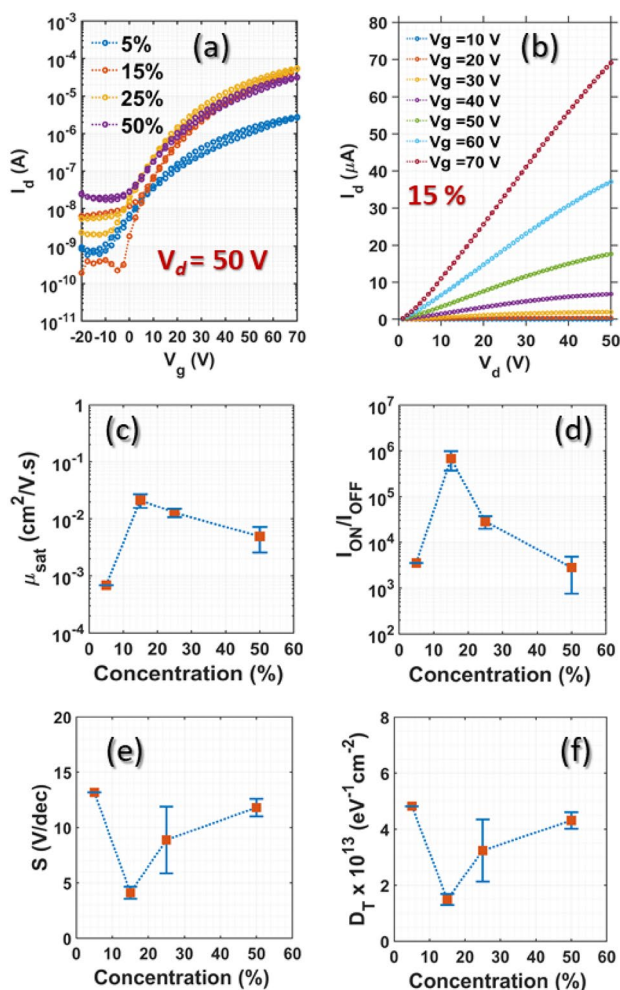 (a)
5%
15%
25%
50%
V_d = 50 V
10^-3
10^-4
10^-5
10^-6
10^-7
10^-8
10^-9
10^-10
10^-11
I_d (A)
-20 -10 0 10 20 30 40 50 60 70
V_g (V)
(b)
Vg =10 V
Vg =20 V
Vg =30 V
Vg =40 V
Vg =50 V
Vg =60 V
Vg =70 V
15 %
80
70
60
50
40
30
20
10
0
I_d (μA)
0 10 20 30 40 50
V_d (V)
(c)
1
10^-1
10^-2
10^-3
10^-4
μ_sat (cm^2/V.s)
0 10 20 30 40 50 60
Concentration (%)
(d)
10^7
10^6
10^5
10^4
10^3
10^2
I_ON/I_OFF
0 10 20 30 40 50 60
Concentration (%)
(e)
20
15
10
5
0
S (V/dec)
0 10 20 30 40 50 60
Concentration (%)
(f)
8
6
4
2
0
D_T x 10^13 (eV^-1cm^-2)
0 10 20 30 40 50 60
Concentration (%)